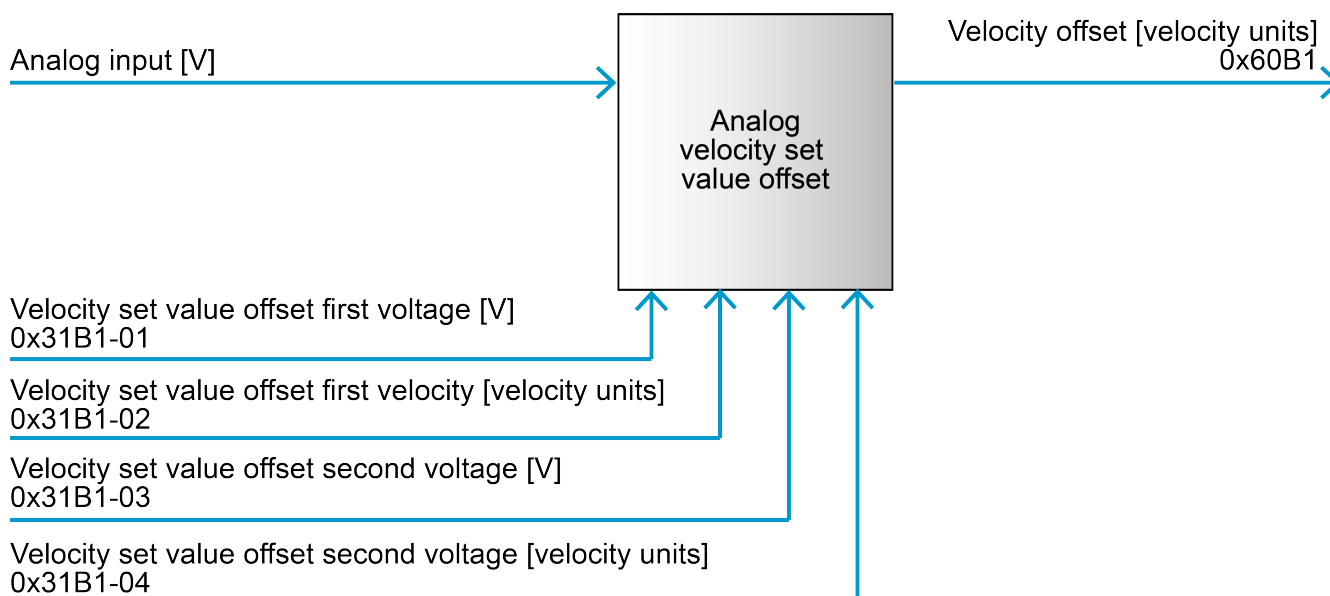 Analog input [V]
Velocity offset [velocity units]
0x60B1
Analog
velocity set
value offset
Velocity set value offset first voltage [V]
0x31B1-01
Velocity set value offset first velocity [velocity units]
0x31B1-02
Velocity set value offset second voltage [V]
0x31B1-03
Velocity set value offset second voltage [velocity units]
0x31B1-04